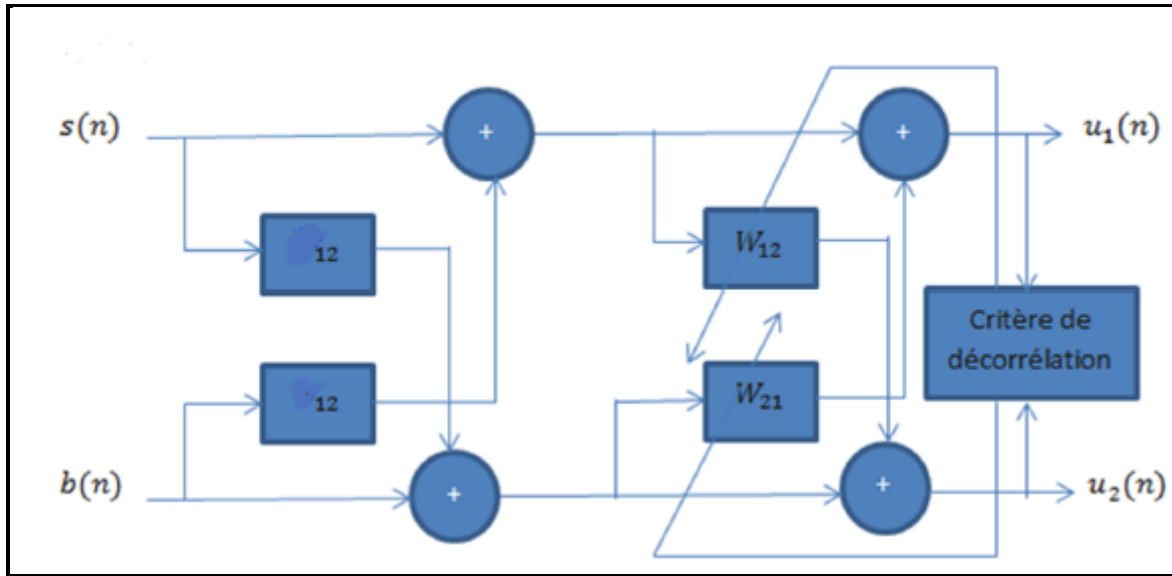 s(n)
+
+
u₁(n)
₁₂
W₁₂
Critère de
décorrélation
₁₂
W₂₁
b(n)
+
+
u₂(n)